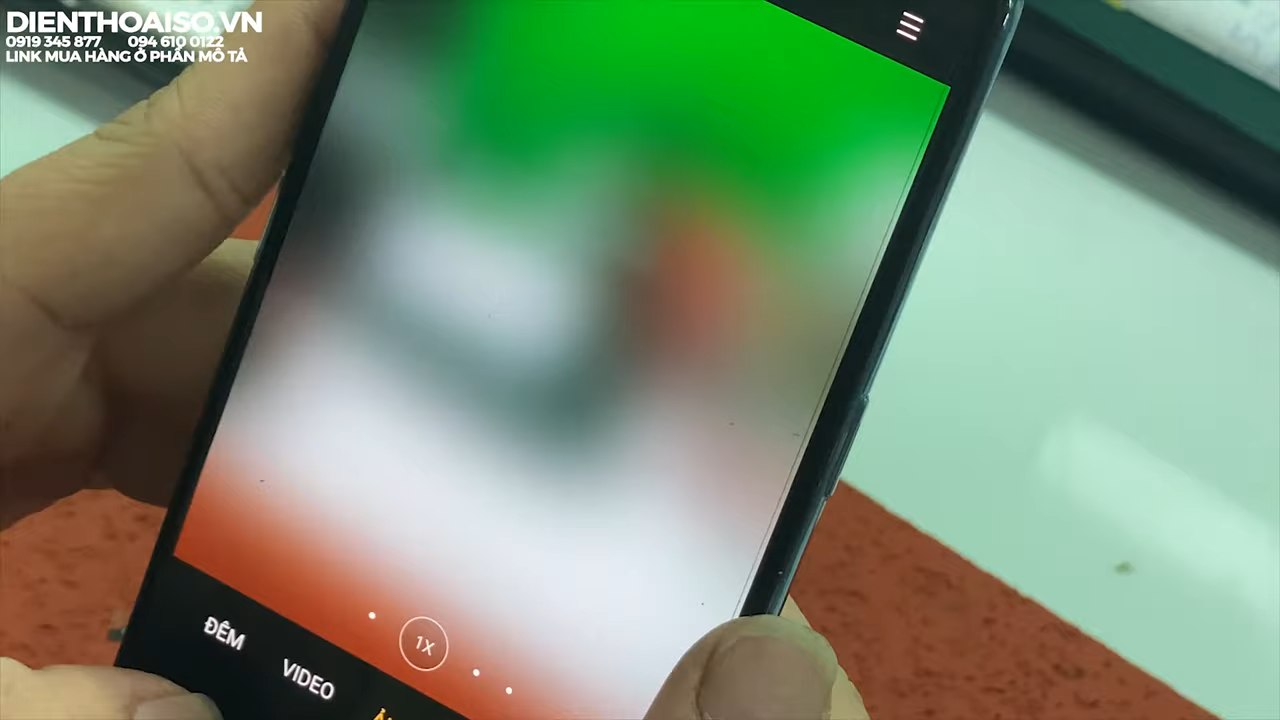 DIENTHOAISO.VN
0919 345 877 094 610 0122
LINK MUA HÀNG Ở PHẦN MÔ TẢ
ĐÊM
VIDEO
1X